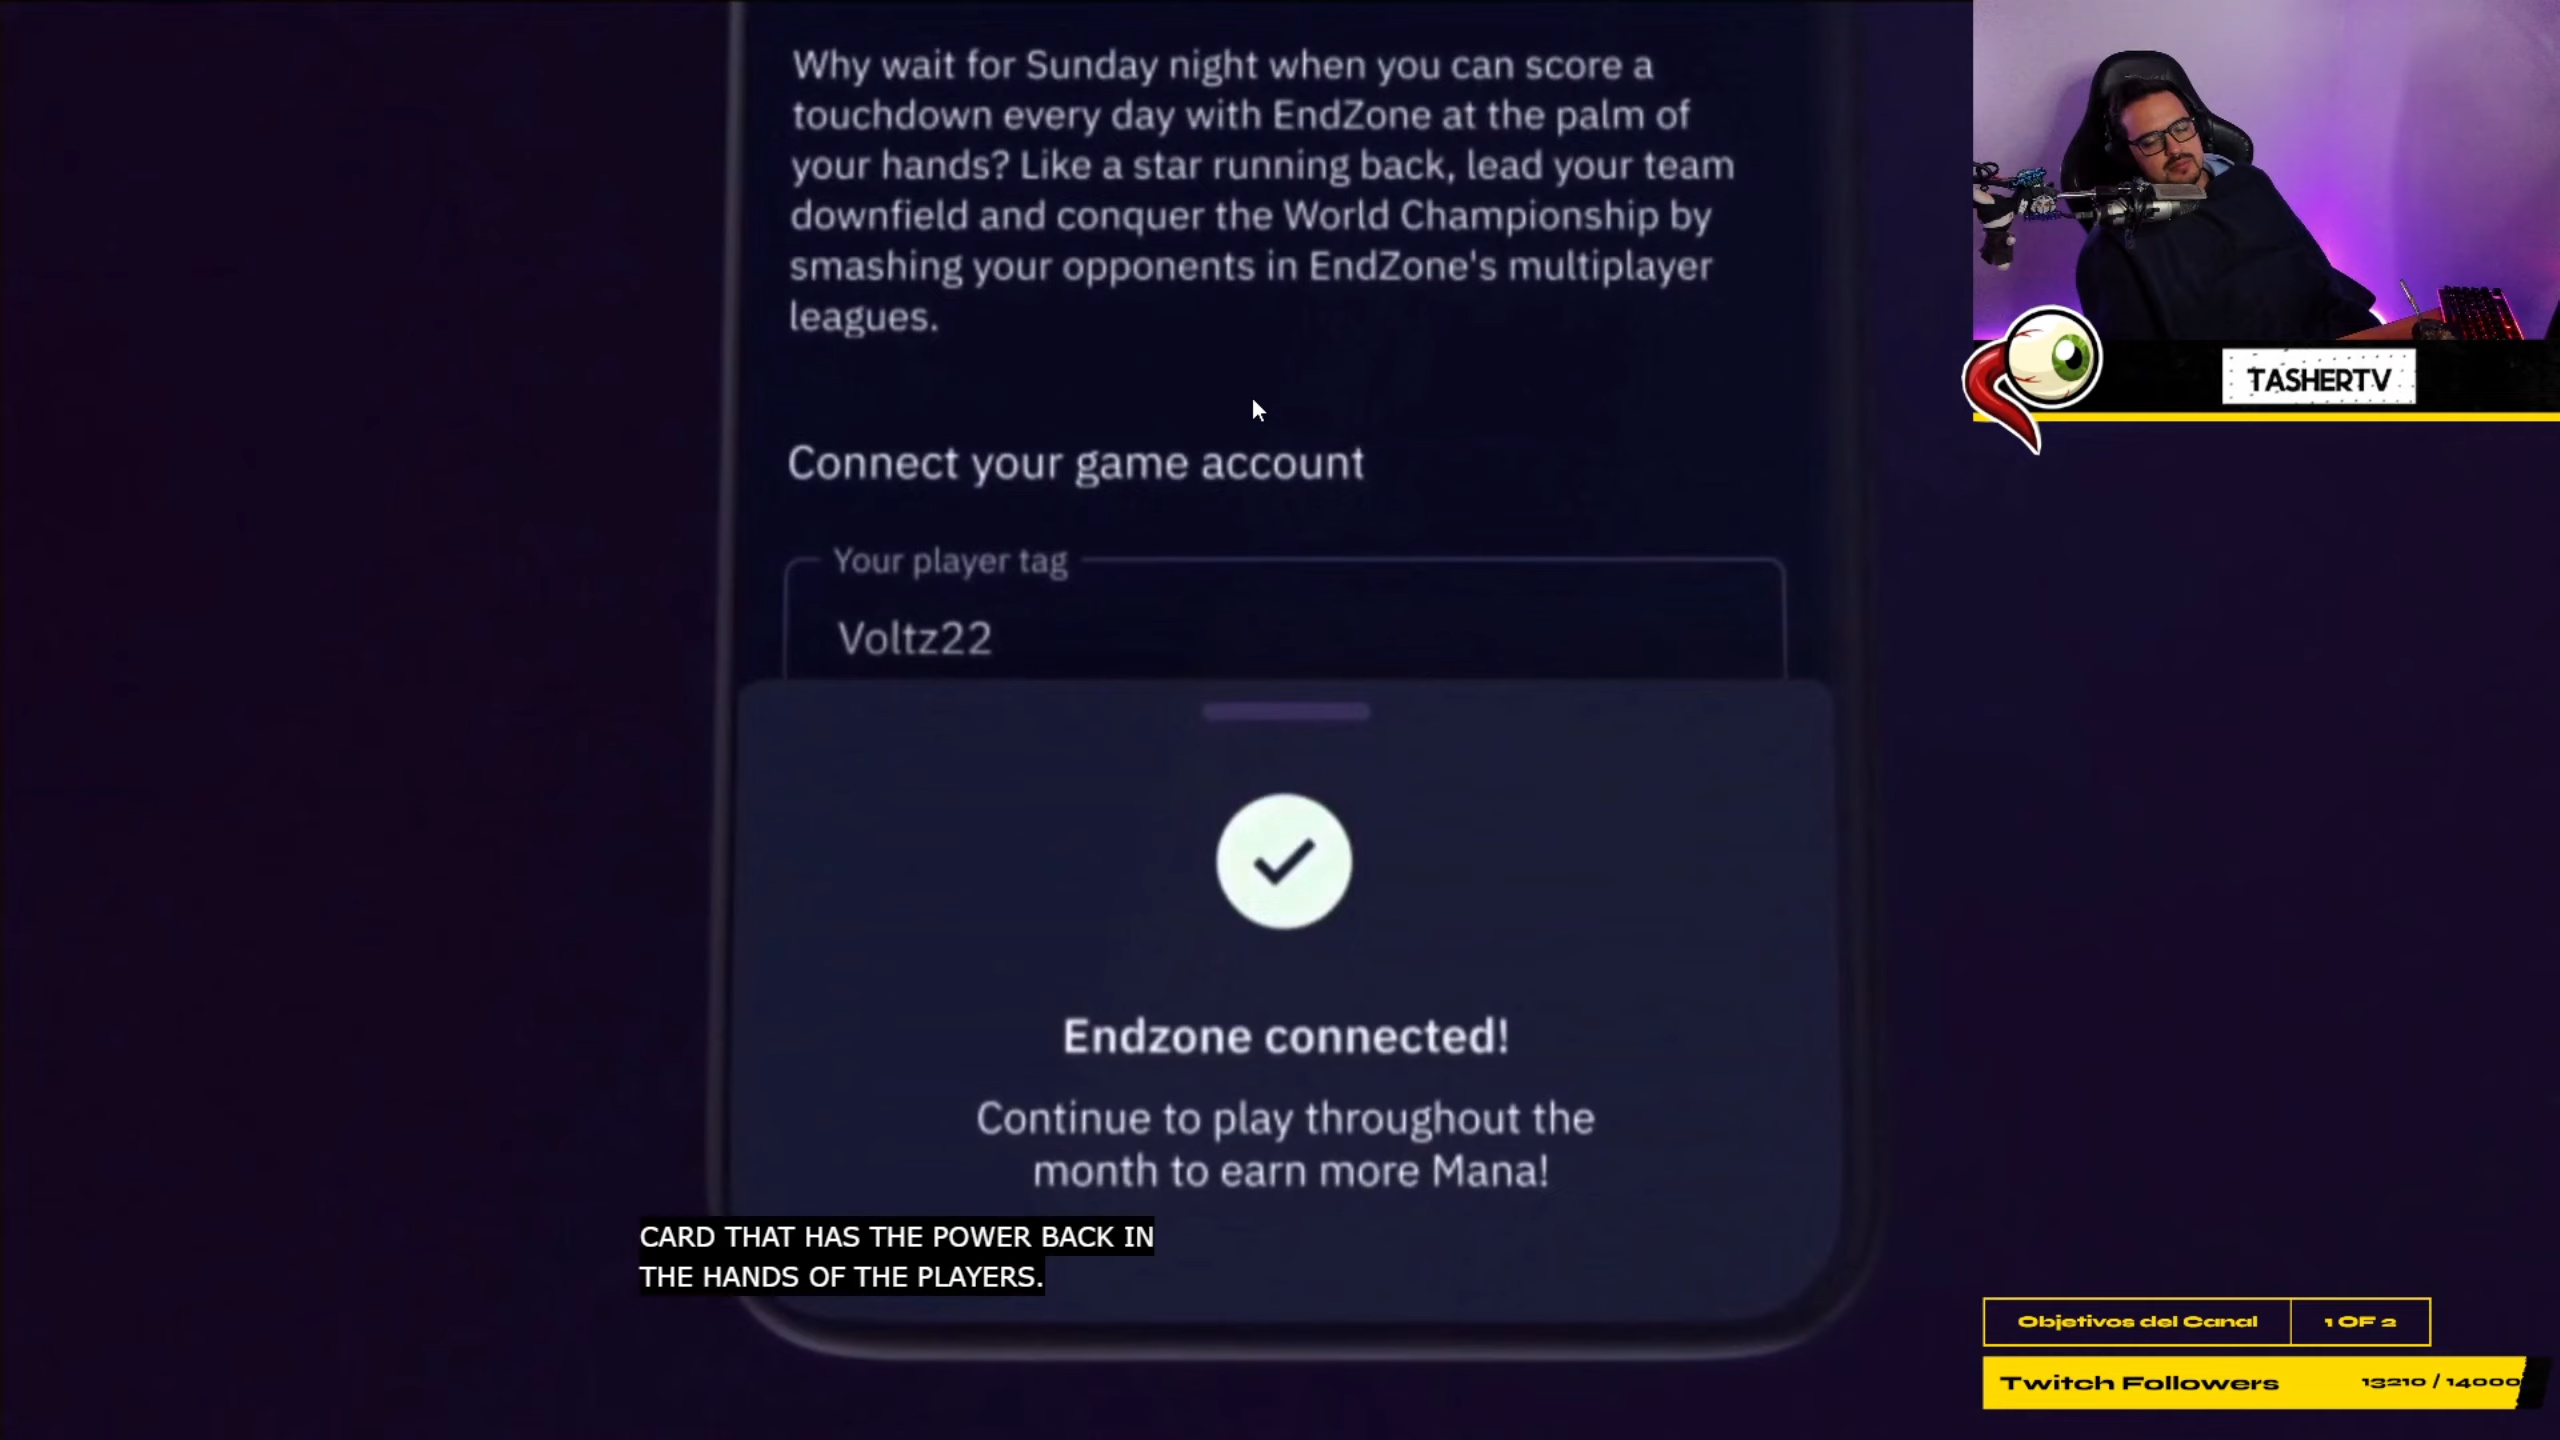 Why wait for Sunday night when you can score a
touchdown every day with EndZone at the palm of
your hands? Like a star running back, lead your team
downfield and conquer the World Championship by
smashing your opponents in EndZone's multiplayer
leagues.
Connect your game account
Your player tag
Voltz22
Endzone connected!
Continue to play throughout the
month to earn more Mana!
CARD THAT HAS THE POWER BACK IN
THE HANDS OF THE PLAYERS.
TASHERTV
Objetivos del Canal
1 OF 2
Twitch Followers
13210 / 14000